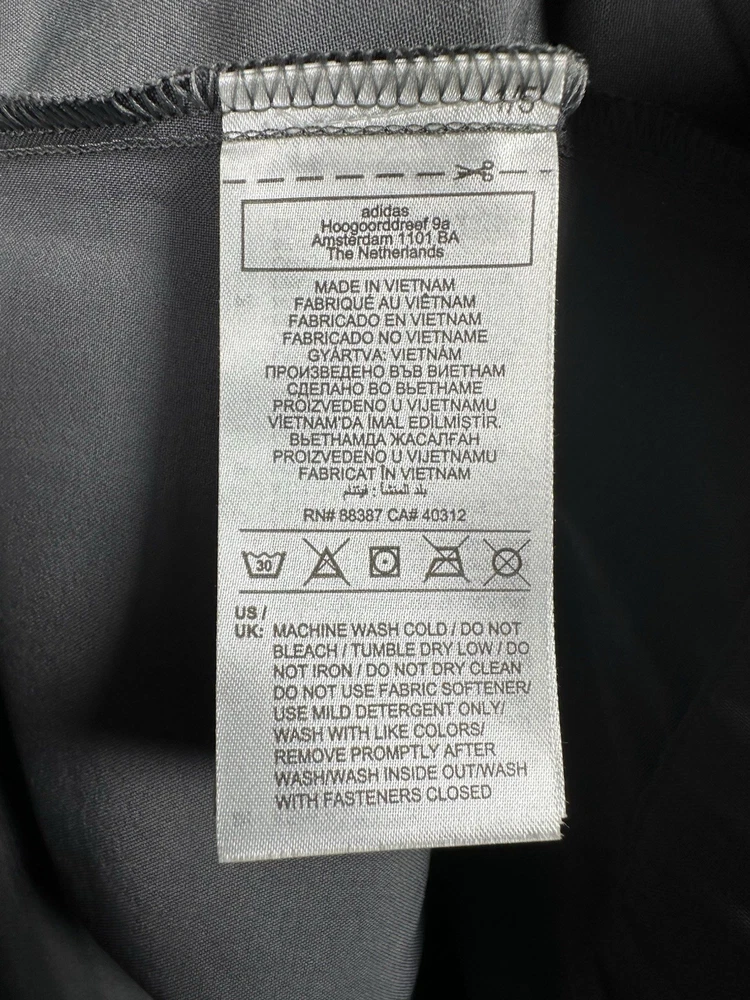 1/5
adidas
Hoogoorddreef 9a
Amsterdam 1101 BA
The Netherlands
MADE IN VIETNAM
FABRIQUÉ AU VIÊTNAM
FABRICADO EN VIETNAM
FABRICADO NO VIETNAME
GYÁRTVA: VIETNÁM
ПРОИЗВЕДЕНО ВЪВ ВИЕТНАМ
СДЕЛАНО ВО ВЬЕТНАМЕ
PROIZVEDENO U VIJETNAMU
VIETNAM'DA İMAL EDİLMİŞTİR.
ВЬЕТНАМДА ЖАСАЛҒАН
PROIZVEDENO U VIJETNAMU
FABRICAT ÎN VIETNAM
بلد المنشأ : فيتنام
RN# 88387 CA# 40312
30
US /
UK: MACHINE WASH COLD / DO NOT
BLEACH / TUMBLE DRY LOW / DO
NOT IRON / DO NOT DRY CLEAN
DO NOT USE FABRIC SOFTENER/
USE MILD DETERGENT ONLY/
WASH WITH LIKE COLORS/
REMOVE PROMPTLY AFTER
WASH/WASH INSIDE OUT/WASH
WITH FASTENERS CLOSED